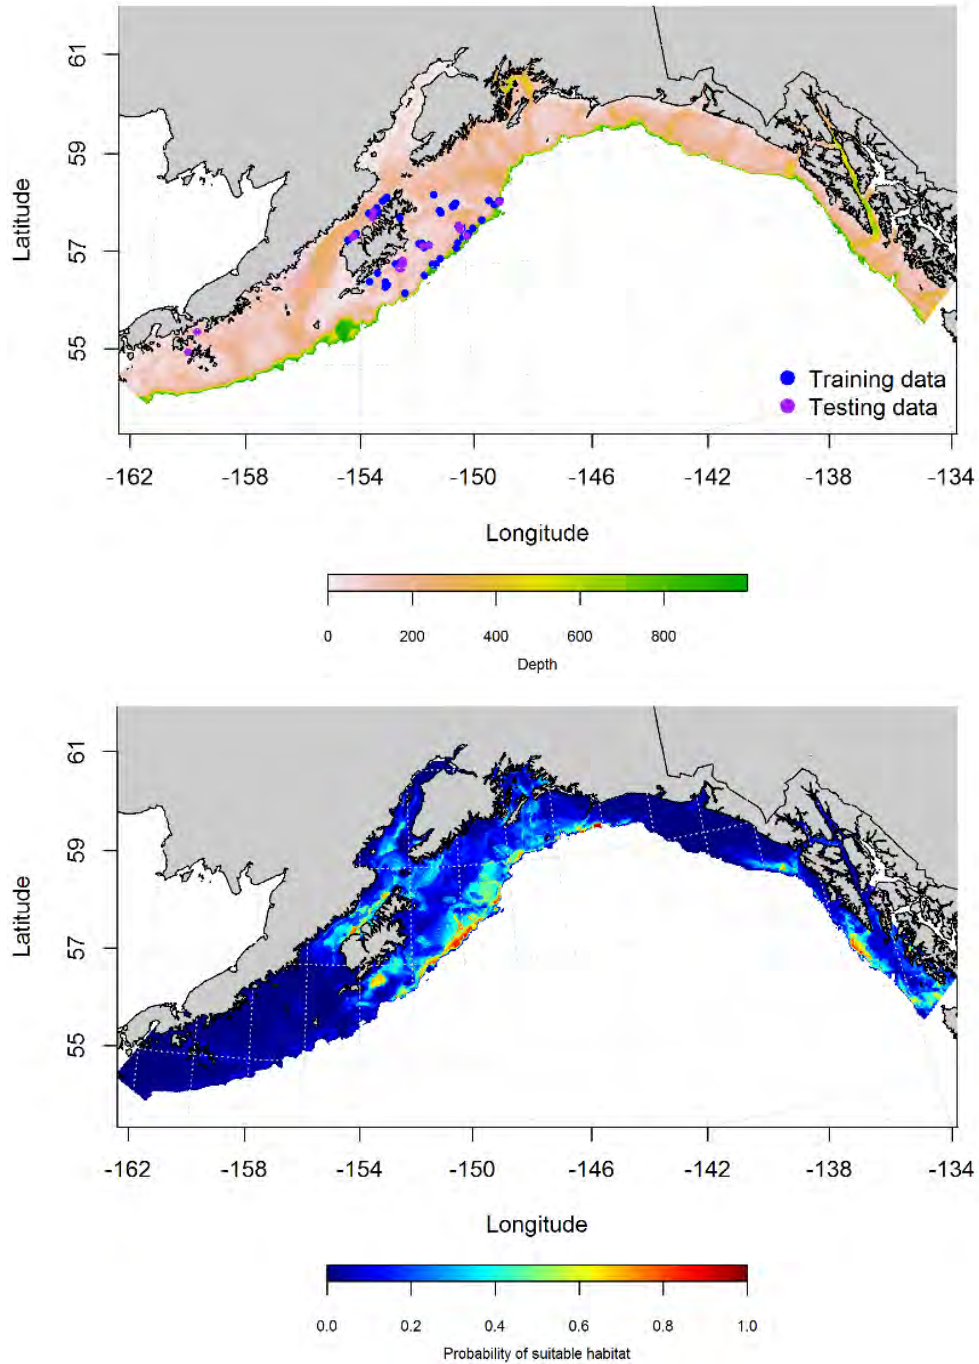 61
59
57
55
Latitude
Training data
Testing data
-162 -158 -154 -150 -146 -142 -138 -134
Longitude
0 200 400 600 800
Depth
61
59
57
55
Latitude
-162 -158 -154 -150 -146 -142 -138 -134
Longitude
0.0 0.2 0.4 0.6 0.8 1.0
Probability of suitable habitat